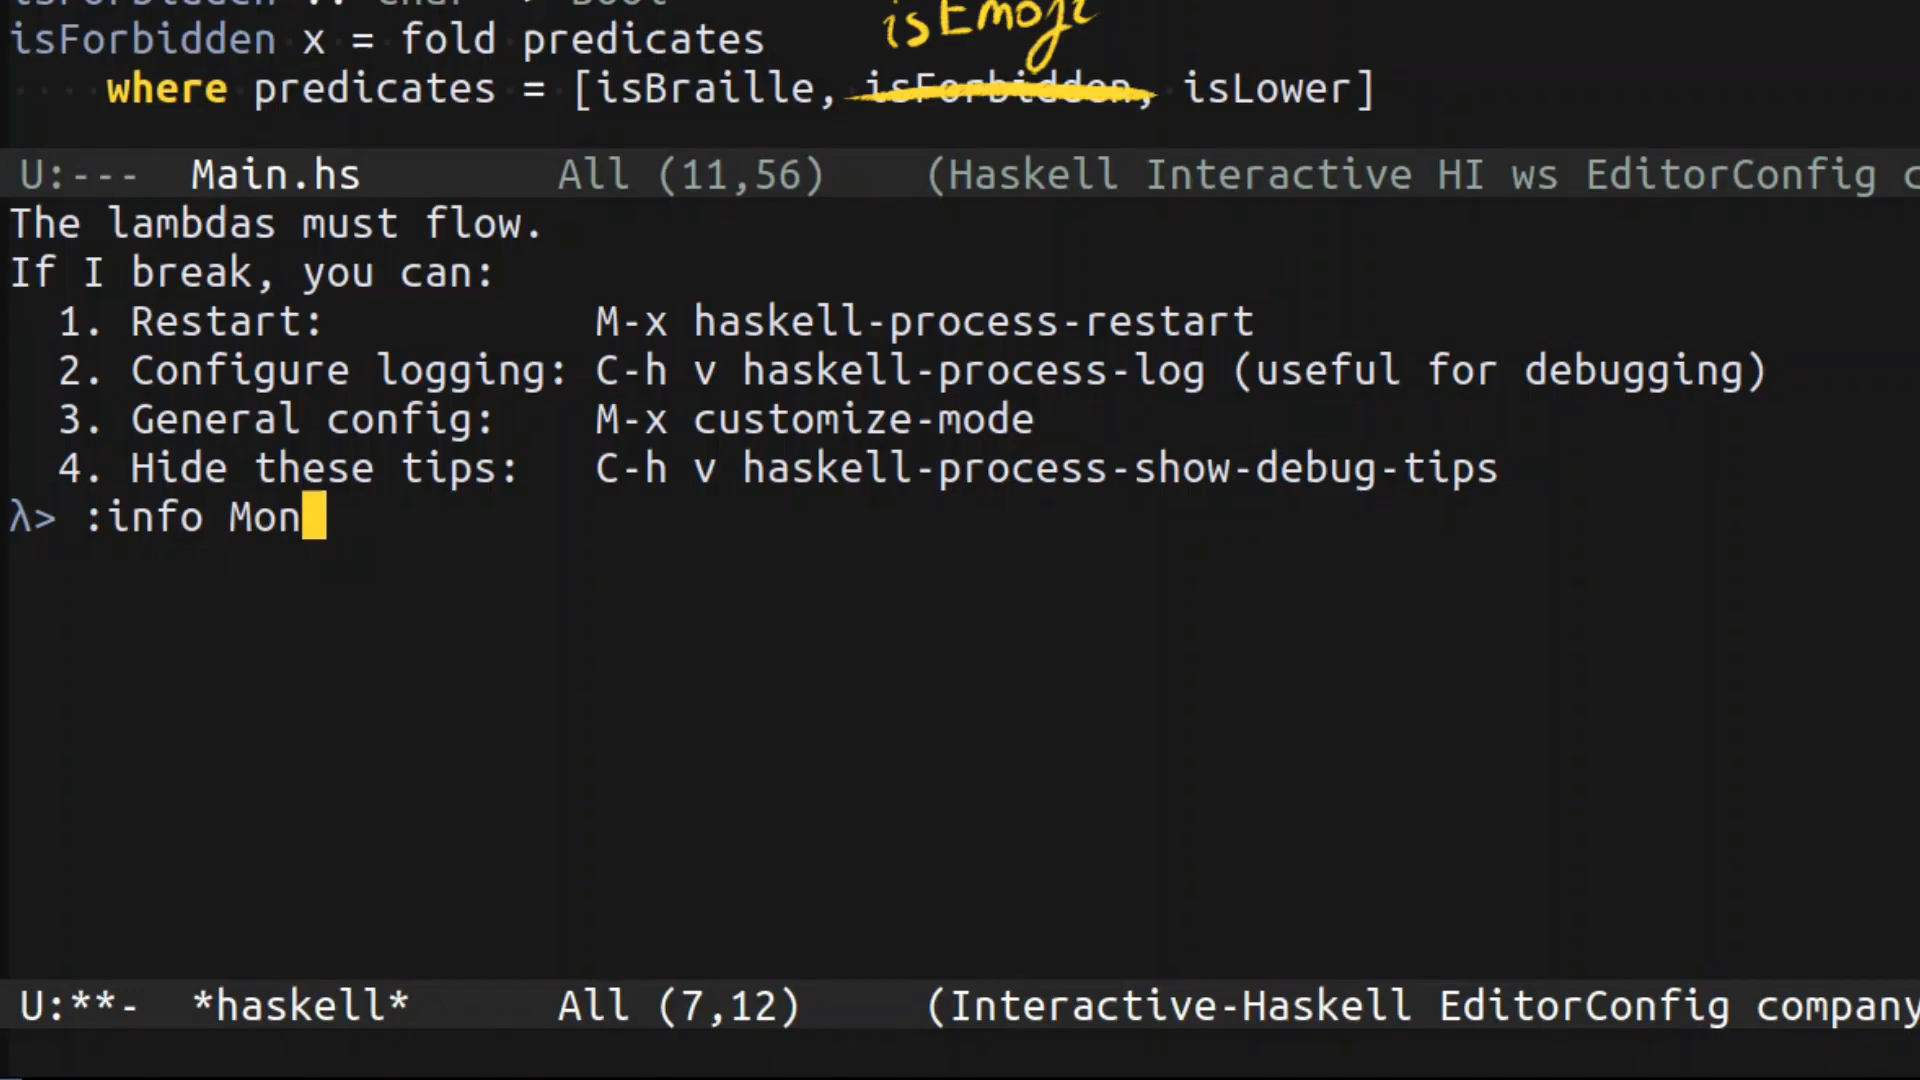 isForbidden :: Char -> Bool
isEmoji
isForbidden x = fold predicates
where predicates = [isBraille, isForbidden, isLower]
U:--- Main.hs All (11,56) (Haskell Interactive HI ws EditorConfig c
The lambdas must flow.
If I break, you can:
1. Restart: M-x haskell-process-restart
2. Configure logging: C-h v haskell-process-log (useful for debugging)
3. General config: M-x customize-mode
4. Hide these tips: C-h v haskell-process-show-debug-tips
λ> :info Mon
U:**- *haskell* All (7,12) (Interactive-Haskell EditorConfig company